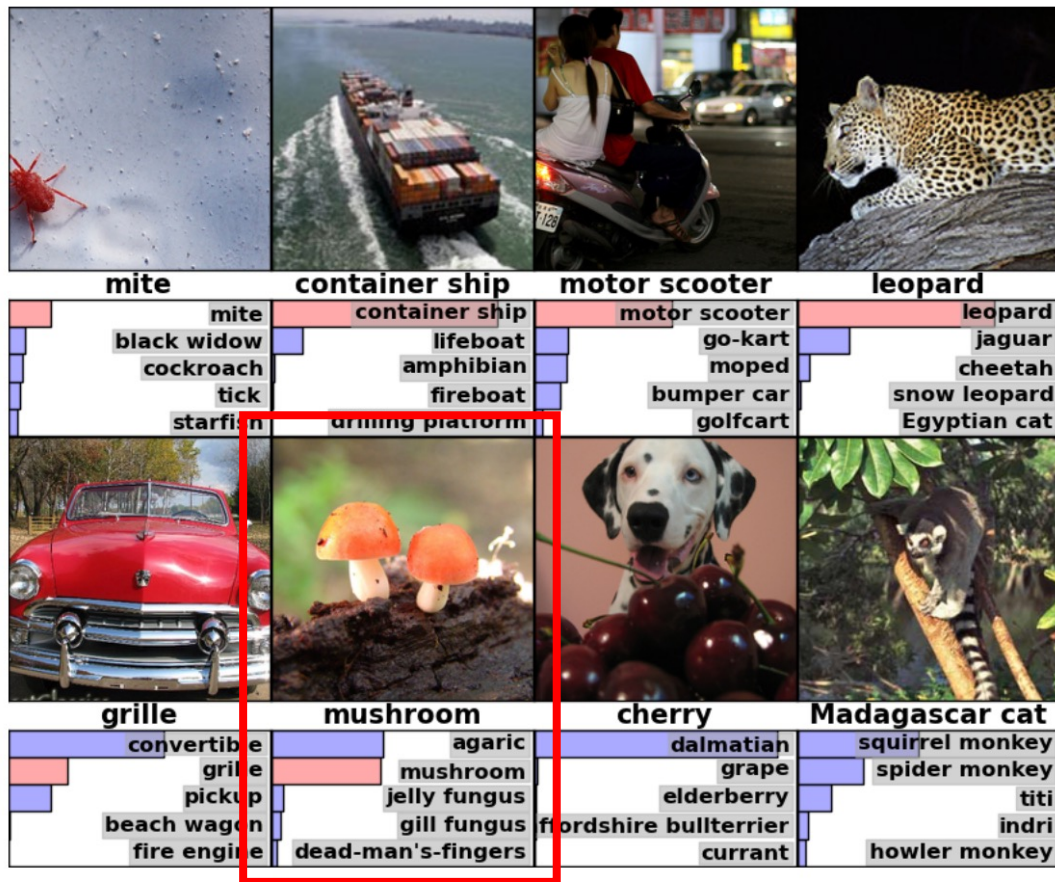 mite container ship motor scooter leopard
mite container ship motor scooter leopard
black widow lifeboat go-kart jaguar
cockroach amphibian moped cheetah
tick fireboat bumper car snow leopard
starfish drilling platform golfcart Egyptian cat
grille mushroom cherry Madagascar cat
convertible agaric dalmatian squirrel monkey
grille mushroom grape spider monkey
pickup jelly fungus elderberry titi
beach wagon gill fungus ffordshire bullterrier indri
fire engine dead-man's-fingers currant howler monkey